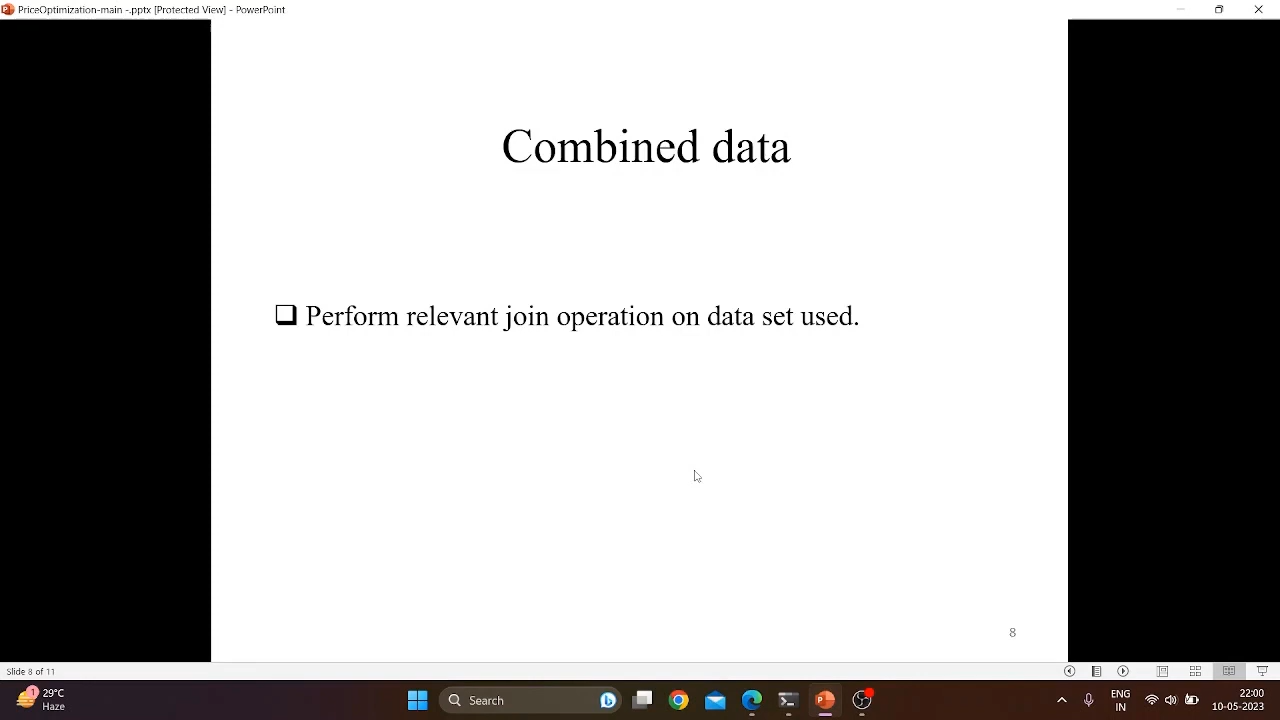 PriceOptimization-main -.pptx [Protected View] - PowerPoint
Combined data
Perform relevant join operation on data set used.
8
Slide 8 of 11
1
29°C
Haze
Search
ENG
IN
22:00
10-05-2023